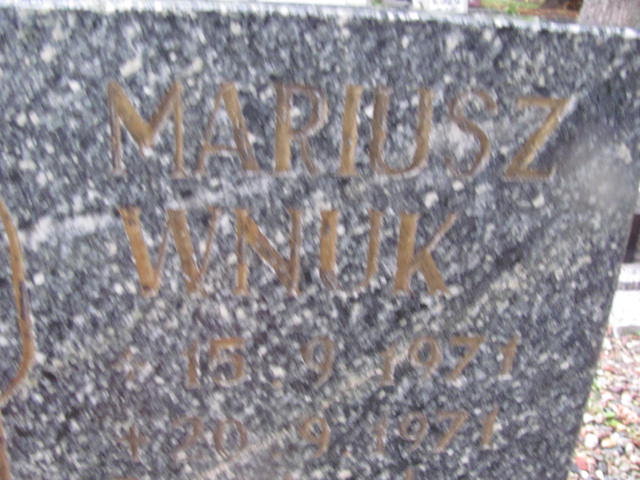 MARIUSZ
WNUK
* 15.9.1971
+ 20.9.1971